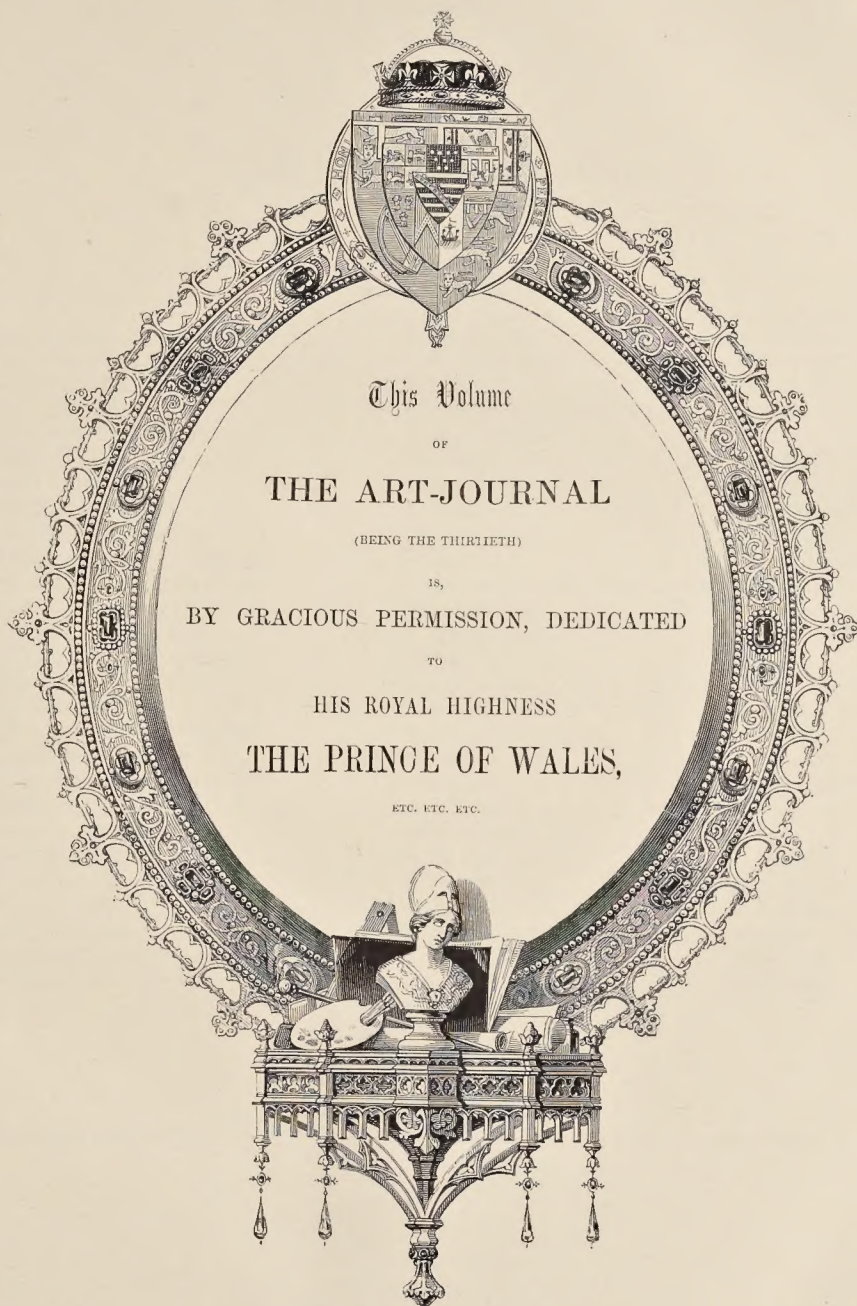 HONI
This Volume
OF
THE ART-JOURNAL
(BEING THE THIRTIETH)
IS,
BY GRACIOUS PERMISSION, DEDICATED
TO
HIS ROYAL HIGHNESS
THE PRINCE OF WALES,
ETC. ETC. ETC.